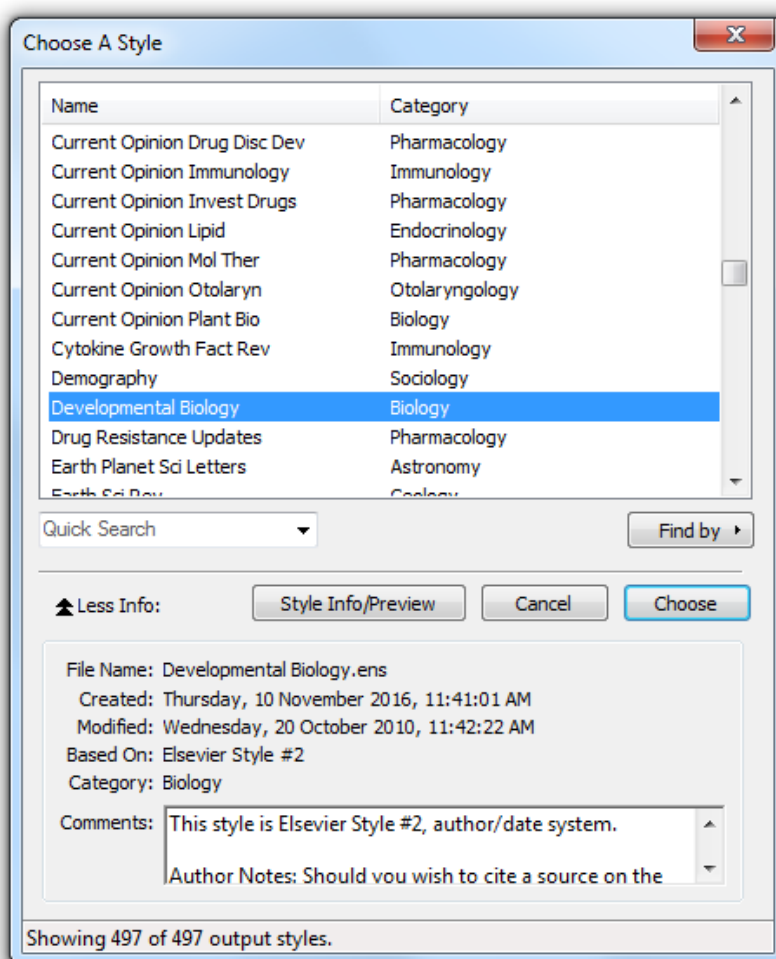 Choose A Style
Name Category
Current Opinion Drug Disc Dev Pharmacology
Current Opinion Immunology Immunology
Current Opinion Invest Drugs Pharmacology
Current Opinion Lipid Endocrinology
Current Opinion Mol Ther Pharmacology
Current Opinion Otolaryn Otolaryngology
Current Opinion Plant Bio Biology
Cytokine Growth Fact Rev Immunology
Demography Sociology
Developmental Biology Biology
Drug Resistance Updates Pharmacology
Earth Planet Sci Letters Astronomy
Earth Sci Rev Geology
Quick Search Find by
Less Info: Style Info/Preview Cancel Choose
File Name: Developmental Biology.ens
Created: Thursday, 10 November 2016, 11:41:01 AM
Modified: Wednesday, 20 October 2010, 11:42:22 AM
Based On: Elsevier Style #2
Category: Biology
Comments: This style is Elsevier Style #2, author/date system.
Author Notes: Should you wish to cite a source on the
Showing 497 of 497 output styles.